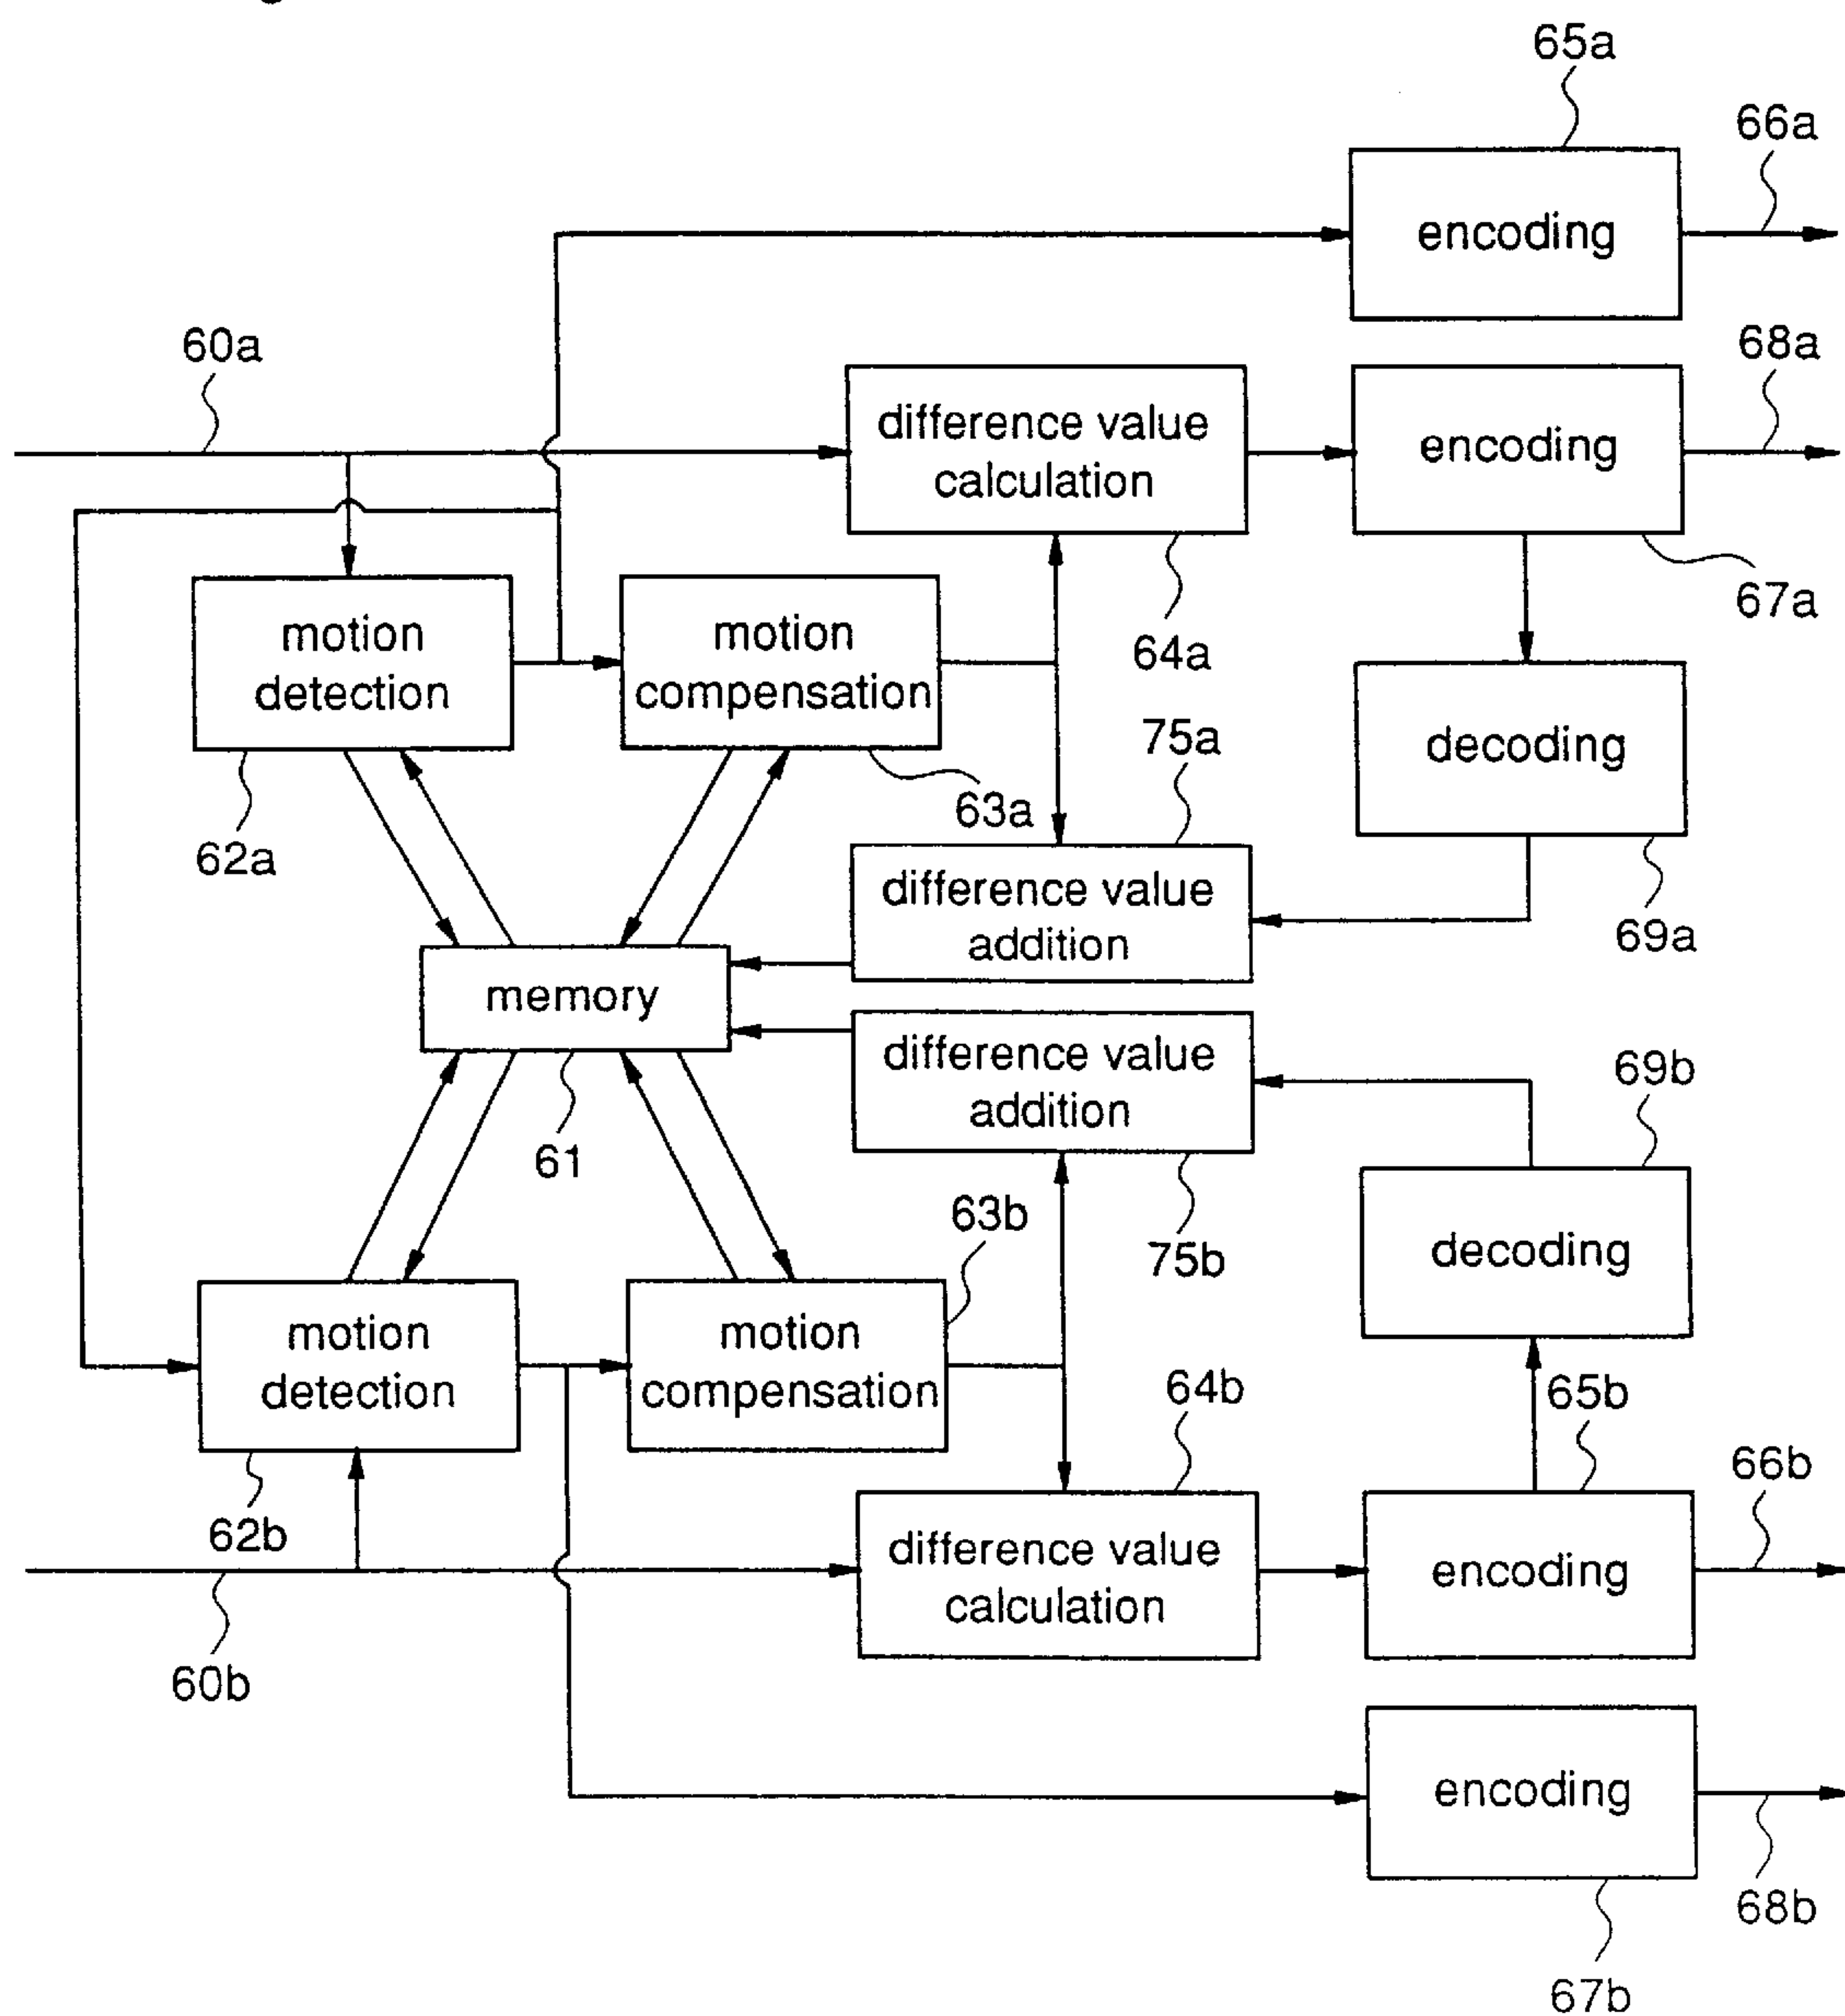 65a
66a
encoding
60a
68a
difference value
calculation
encoding
67a
motion
detection
motion
compensation
64a
75a
decoding
63a
62a
difference value
addition
69a
memory
difference value
addition
69b
61
63b
75b
decoding
motion
detection
motion
compensation
64b
65b
66b
62b
difference value
calculation
encoding
60b
encoding
68b
67b